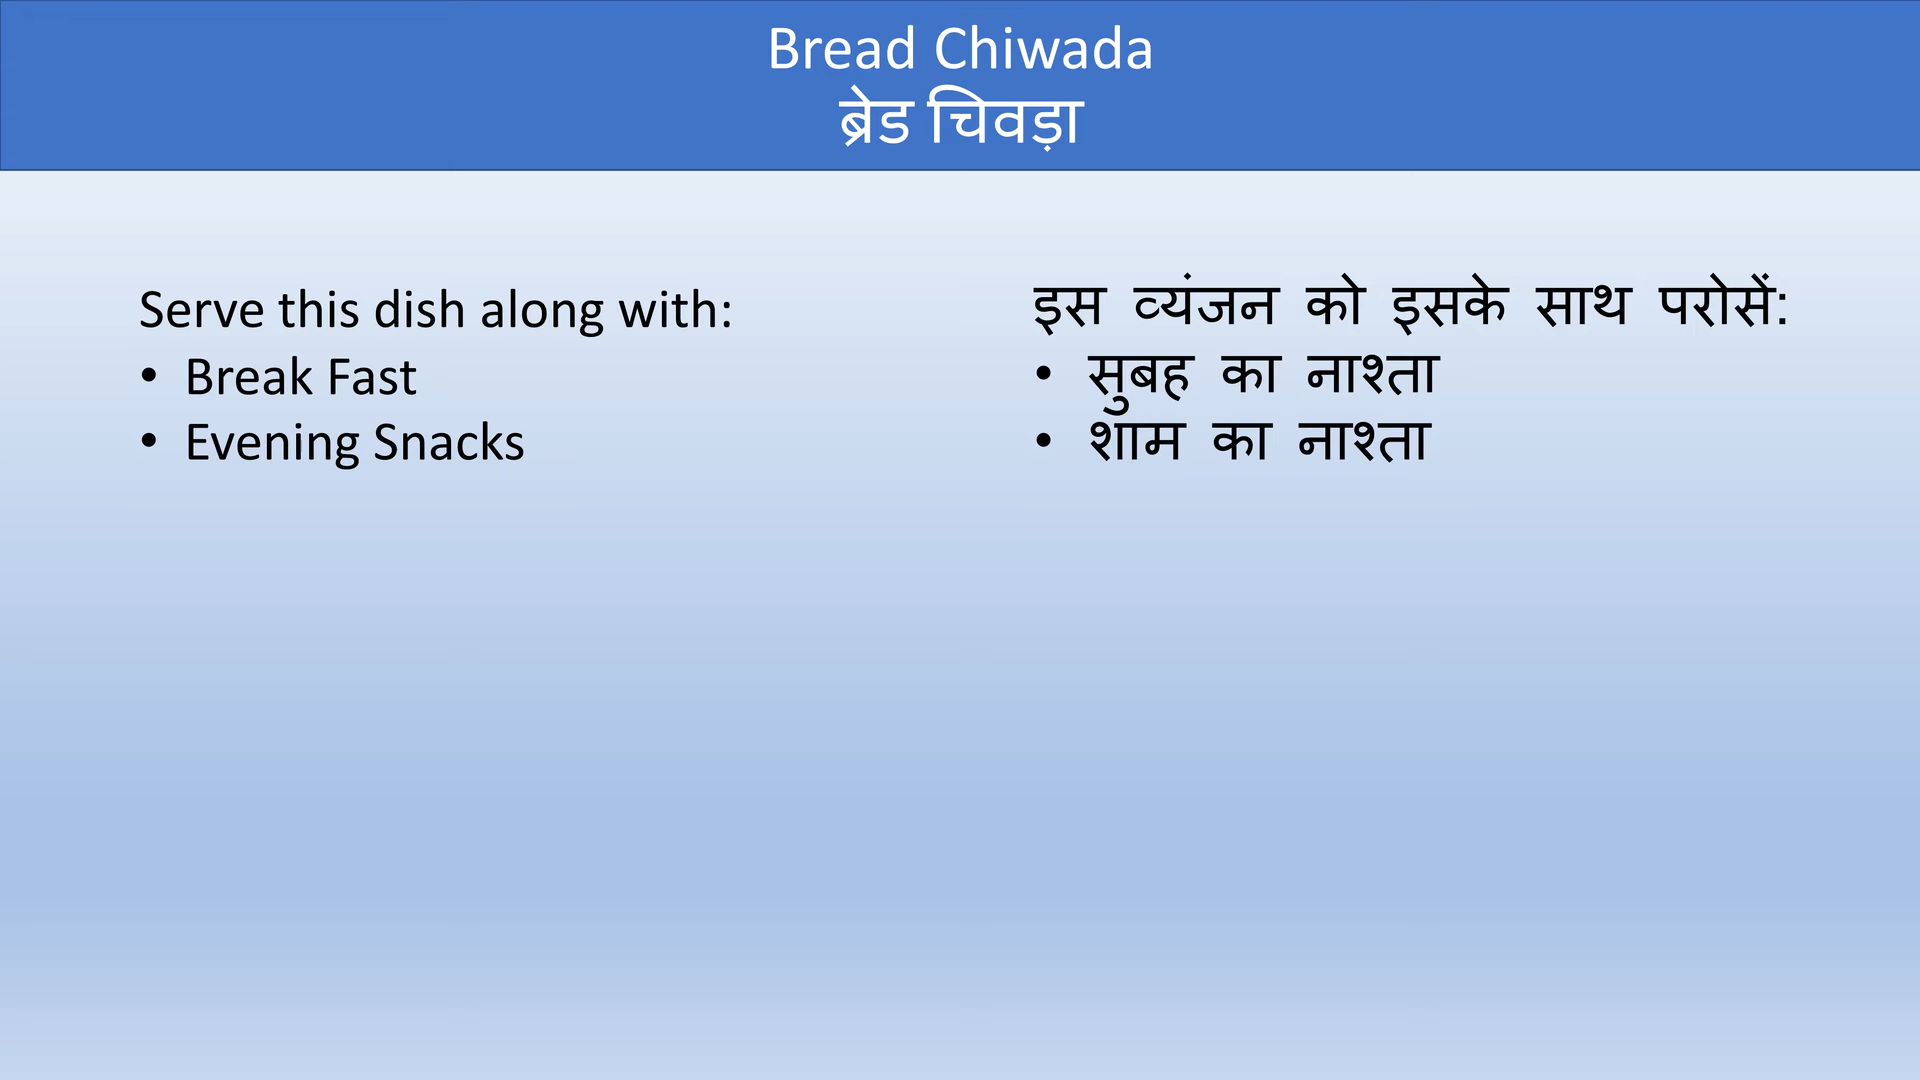 Bread Chiwada
ब्रेड चिवड़ा
Serve this dish along with:
• Break Fast
• Evening Snacks
इस व्यंजन को इसके साथ परोसें:
• सुबह का नाश्ता
• शाम का नाश्ता